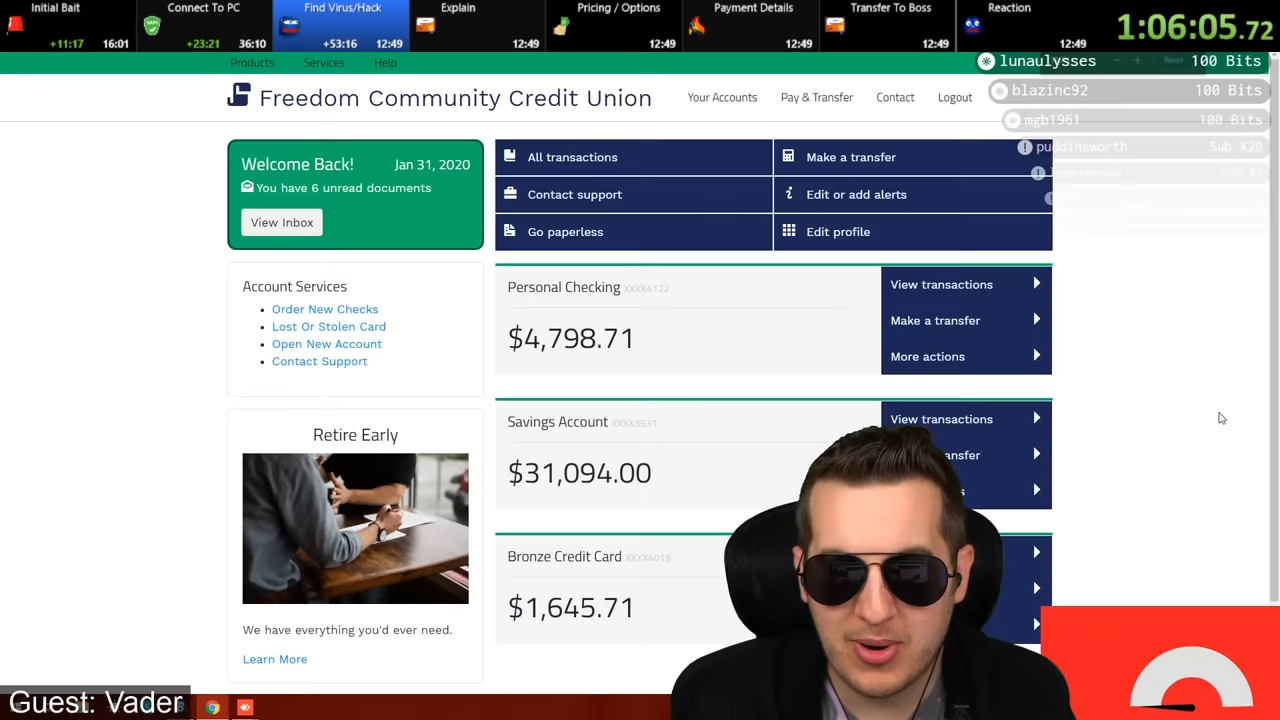 Initial Bait
+11:17 16:01
Connect To PC
+23:21 36:10
Find Virus/Hack
+53:16 12:49
Explain
12:49
Pricing / Options
12:49
Payment Details
12:49
Transfer To Boss
12:49
Reaction
12:49
1:06:05.72
Products Services Help
lunaulysses 100 Bits
blazinc92 100 Bits
mgb1961 100 Bits
puddinsworth Sub X20
Freedom Community Credit Union
Your Accounts Pay & Transfer Contact Logout
Welcome Back! Jan 31, 2020
You have 6 unread documents
View Inbox
All transactions
Make a transfer
Contact support
Edit or add alerts
Go paperless
Edit profile
Account Services
Order New Checks
Lost Or Stolen Card
Open New Account
Contact Support
Personal Checking XXXX4122
$4,798.71
View transactions
Make a transfer
More actions
Savings Account XXXX3931
$31,094.00
View transactions
Bronze Credit Card XXXX4015
$1,645.71
Retire Early
We have everything you'd ever need.
Learn More
Guest: Vader